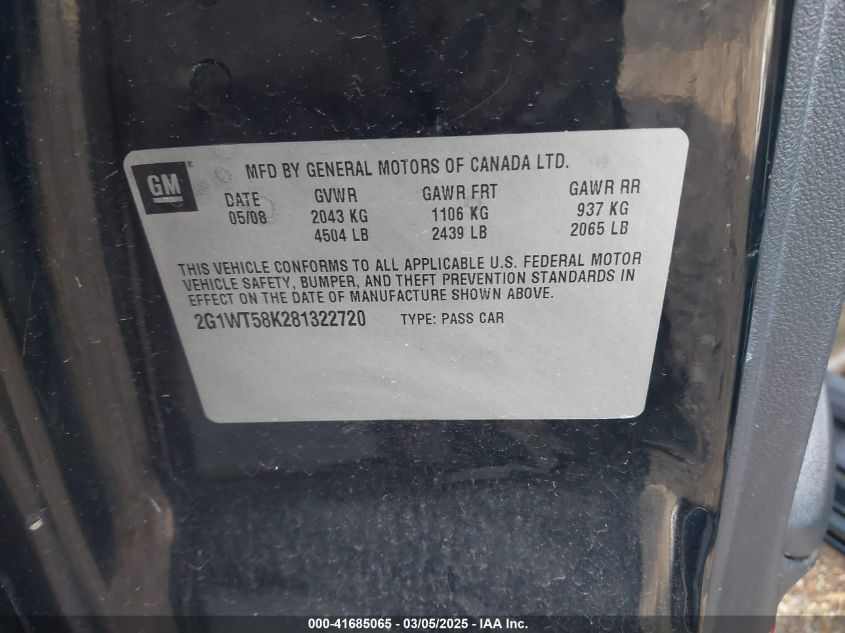 GM
MFD BY GENERAL MOTORS OF CANADA LTD.
DATE GVWR GAWR FRT GAWR RR
05/08 2043 KG 1106 KG 937 KG
4504 LB 2439 LB 2065 LB
THIS VEHICLE CONFORMS TO ALL APPLICABLE U.S. FEDERAL MOTOR
VEHICLE SAFETY, BUMPER, AND THEFT PREVENTION STANDARDS IN
EFFECT ON THE DATE OF MANUFACTURE SHOWN ABOVE.
2G1WT58K281322720 TYPE: PASS CAR
000-41685065 - 03/05/2025 - IAA Inc.